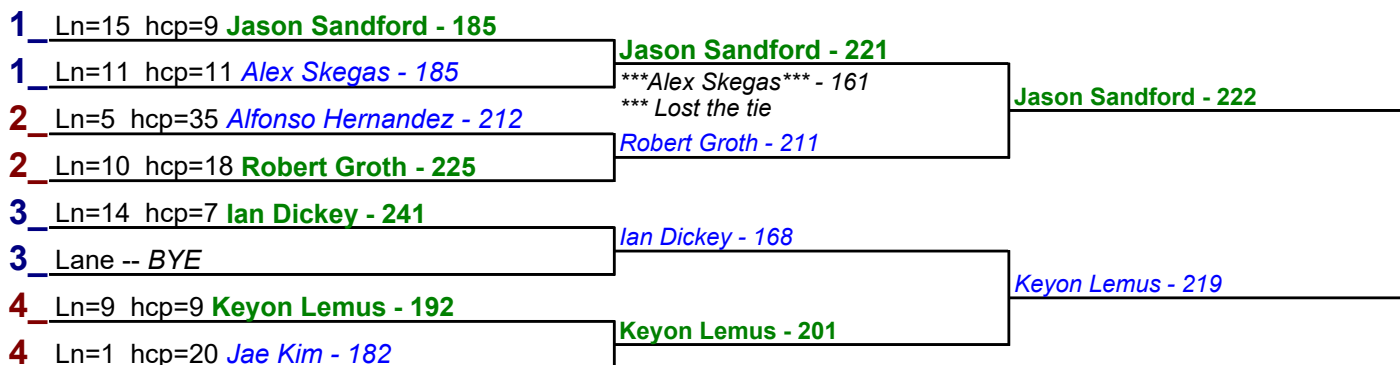 1_ Ln=15 hcp=9 Jason Sandford - 185
Jason Sandford - 221
1_ Ln=11 hcp=11 Alex Skegas - 185
***Alex Skegas*** - 161
*** Lost the tie
Jason Sandford - 222
2_ Ln=5 hcp=35 Alfonso Hernandez - 212
Robert Groth - 211
2_ Ln=10 hcp=18 Robert Groth - 225
3_ Ln=14 hcp=7 Ian Dickey - 241
Ian Dickey - 168
3_ Lane -- BYE
Keyon Lemus - 219
4_ Ln=9 hcp=9 Keyon Lemus - 192
Keyon Lemus - 201
4 Ln=1 hcp=20 Jae Kim - 182